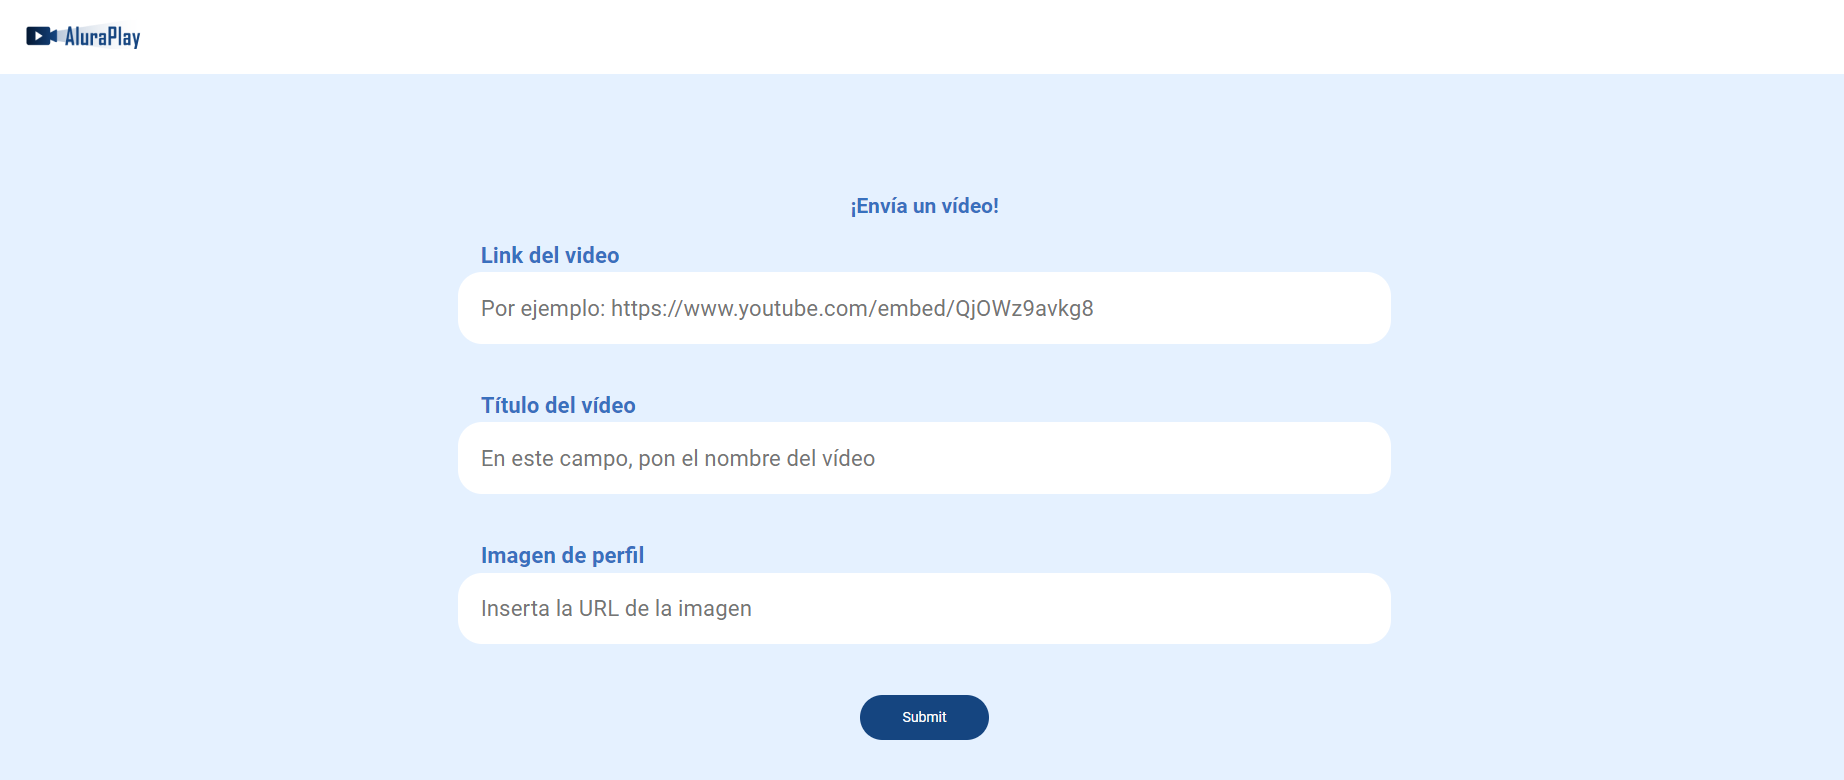 AluraPlay
¡Envía un vídeo!
Link del video
Por ejemplo: https://www.youtube.com/embed/QjOWz9avkg8
Título del vídeo
En este campo, pon el nombre del vídeo
Imagen de perfil
Inserta la URL de la imagen
Submit